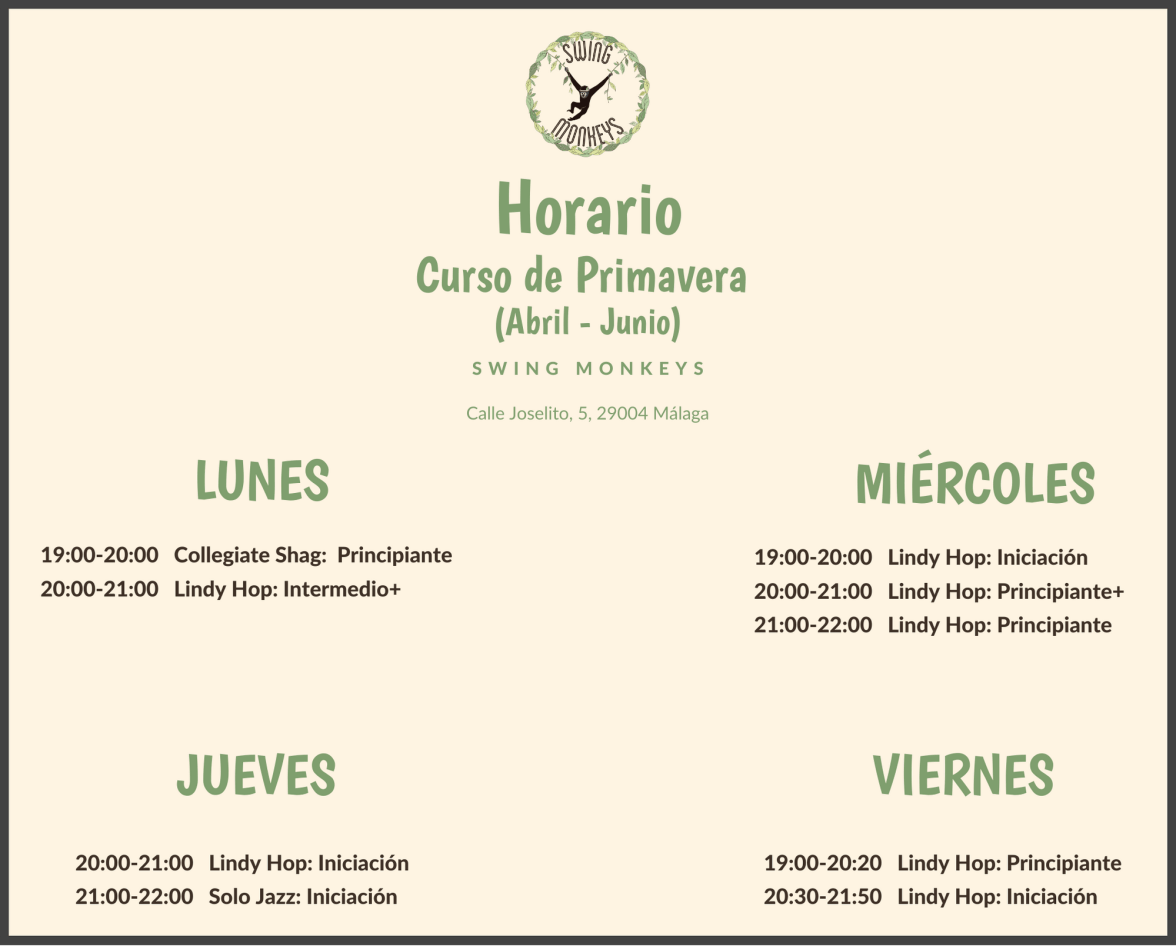 SWING
MONKEYS
Horario
Curso de Primavera
(Abril - Junio)
SWING MONKEYS
Calle Joselito, 5, 29004 Málaga
LUNES
19:00-20:00 Collegiate Shag: Principiante
20:00-21:00 Lindy Hop: Intermedio+
MIÉRCOLES
19:00-20:00 Lindy Hop: Iniciación
20:00-21:00 Lindy Hop: Principiante+
21:00-22:00 Lindy Hop: Principiante
JUEVES
20:00-21:00 Lindy Hop: Iniciación
21:00-22:00 Solo Jazz: Iniciación
VIERNES
19:00-20:20 Lindy Hop: Principiante
20:30-21:50 Lindy Hop: Iniciación